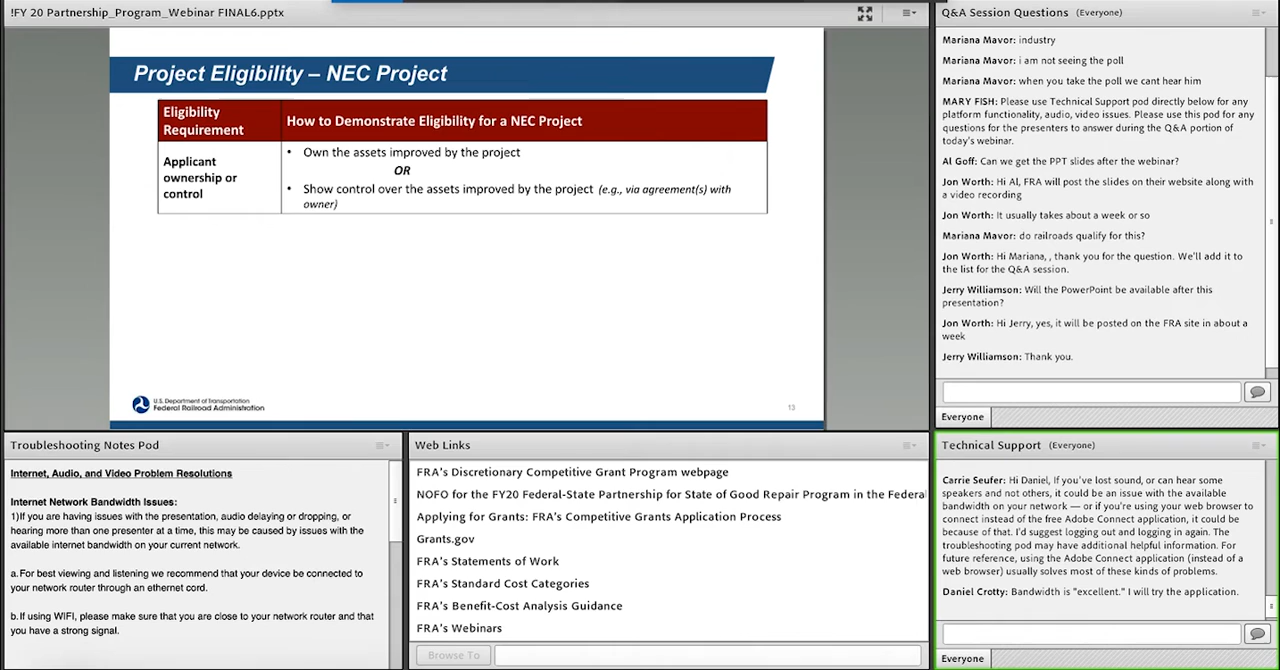 !FY 20 Partnership_Program_Webinar FINAL6.pptx
Project Eligibility – NEC Project
Eligibility
Requirement
How to Demonstrate Eligibility for a NEC Project
Applicant
ownership or
control
• Own the assets improved by the project
OR
• Show control over the assets improved by the project (e.g., via agreement(s) with
owner)
U.S. Department of Transportation
Federal Railroad Administration
13
Q&A Session Questions (Everyone)
Mariana Mavor: industry
Mariana Mavor: i am not seeing the poll
Mariana Mavor: when you take the poll we cant hear him
MARY FISH: Please use Technical Support pod directly below for any
platform functionality, audio, video issues. Please use this pod for any
questions for the presenters to answer during the Q&A portion of
today's webinar.
Al Goff: Can we get the PPT slides after the webinar?
Jon Worth: Hi Al, FRA will post the slides on their website along with
a video recording
Jon Worth: It usually takes about a week or so
Mariana Mavor: do railroads qualify for this?
Jon Worth: Hi Mariana, , thank you for the question. We'll add it to
the list for the Q&A session.
Jerry Williamson: Will the PowerPoint be available after this
presentation?
Jon Worth: Hi Jerry, yes, it will be posted on the FRA site in about a
week
Jerry Williamson: Thank you.
Everyone
Troubleshooting Notes Pod
Internet, Audio, and Video Problem Resolutions
Internet Network Bandwidth Issues:
1)If you are having issues with the presentation, audio delaying or dropping, or
hearing more than one presenter at a time, this may be caused by issues with the
available internet bandwidth on your current network.
a.For best viewing and listening we recommend that your device be connected to
your network router through an ethernet cord.
b.If using WIFI, please make sure that you are close to your network router and that
you have a strong signal.
Web Links
FRA's Discretionary Competitive Grant Program webpage
NOFO for the FY20 Federal-State Partnership for State of Good Repair Program in the Federal
Applying for Grants: FRA's Competitive Grants Application Process
Grants.gov
FRA's Statements of Work
FRA's Standard Cost Categories
FRA's Benefit-Cost Analysis Guidance
FRA's Webinars
Browse To
Technical Support (Everyone)
Carrie Seufer: Hi Daniel, If you've lost sound, or can hear some
speakers and not others, it could be an issue with the available
bandwidth on your network — or if you're using your web browser to
connect instead of the free Adobe Connect application, it could be
because of that. I'd suggest logging out and logging in again. The
troubleshooting pod may have additional helpful information. For
future reference, using the Adobe Connect application (instead of a
web browser) usually solves most of these kinds of problems.
Daniel Crotty: Bandwidth is "excellent." I will try the application.
Everyone